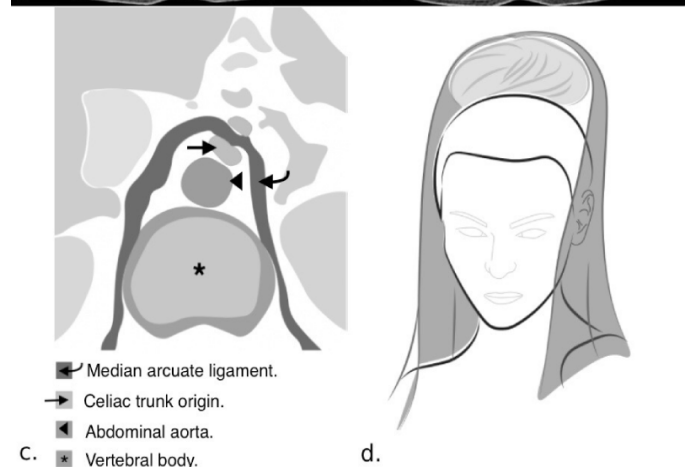 Median arcuate ligament.
Celiac trunk origin.
Abdominal aorta.
c. * Vertebral body.
d.